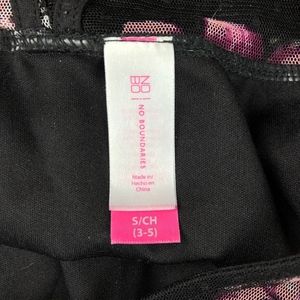 NO
BO
NO BOUNDARIES
Made in/
Hecho en
China
S/CH
(3-5)